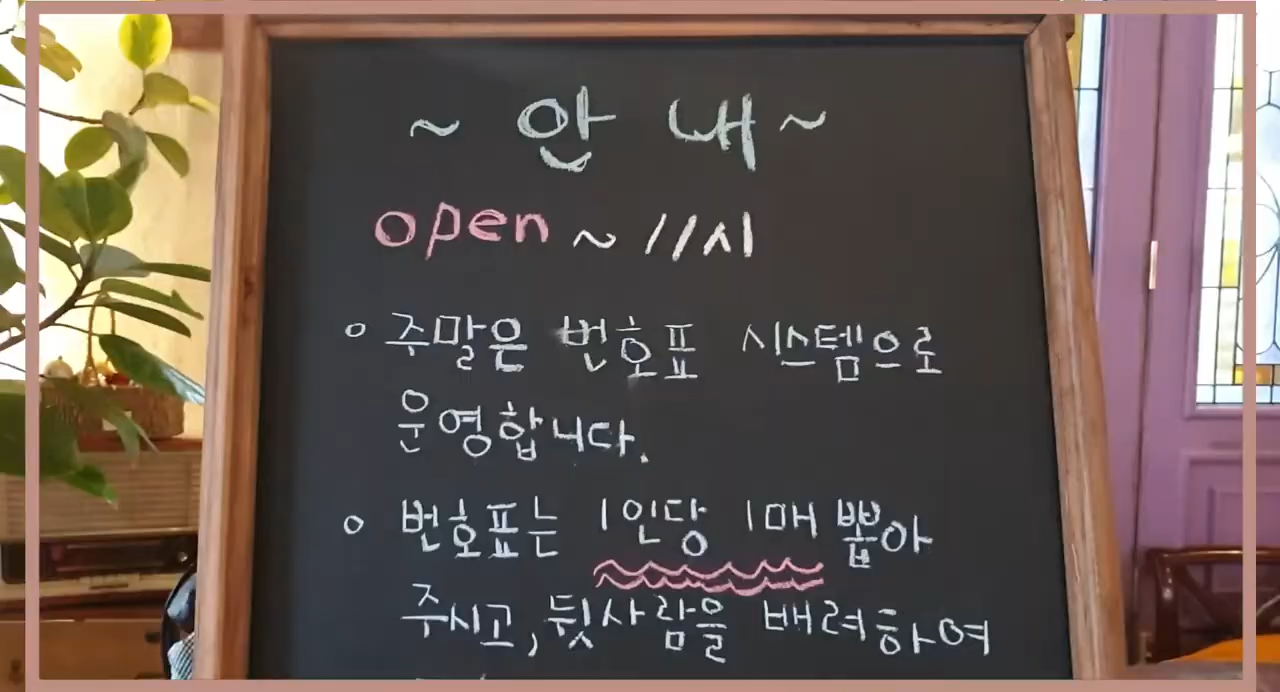 ~ 안 내 ~
open ~ 11시
○ 주말은 번호표 시스템으로
운영합니다.
○ 번호표는 1인당 1매 뽑아
주시고, 뒷사람을 배려하여